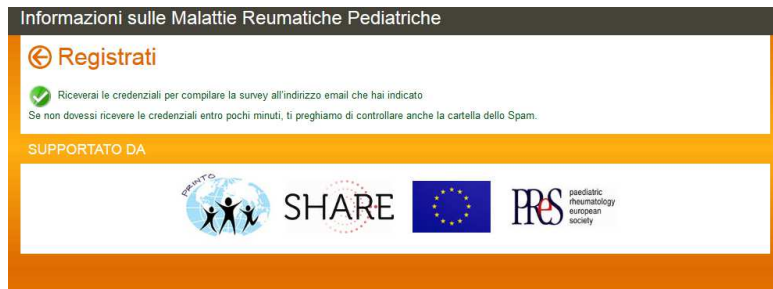 Informazioni sulle Malattie Reumatiche Pediatriche
Registrati
Riceverai le credenziali per compilare la survey all'indirizzo email che hai indicato
Se non dovessi ricevere le credenziali entro pochi minuti, ti preghiamo di controllare anche la cartella dello Spam.
SUPPORTATO DA
PRINTO
SHARE
PReS
paediatric
rheumatology
european
society